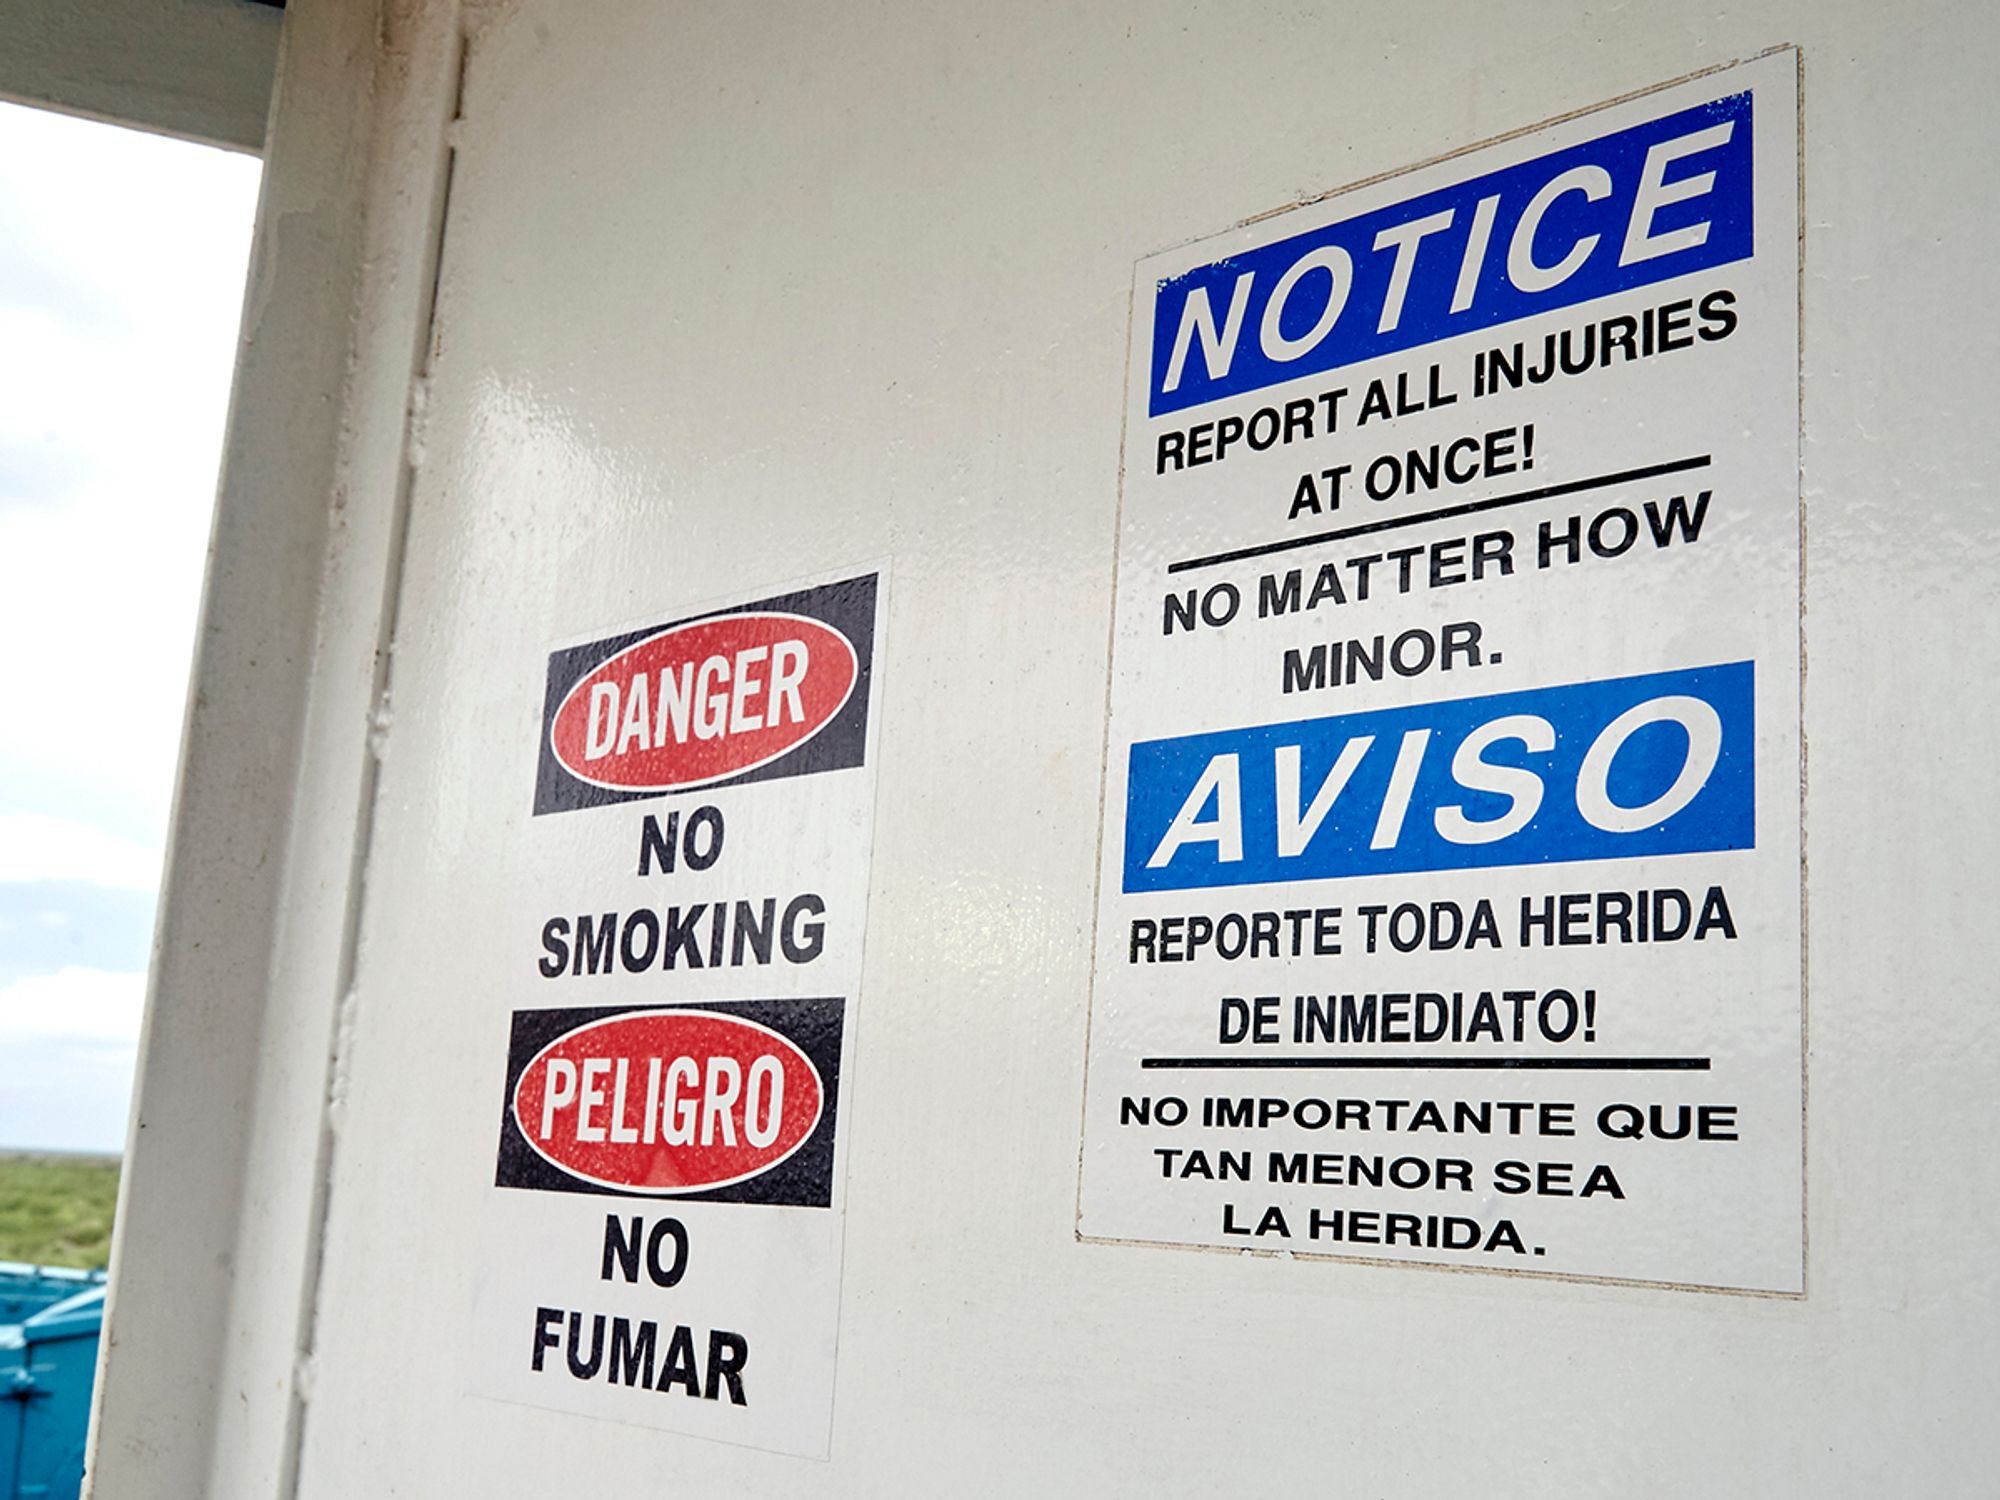 DANGER
NO
SMOKING
PELIGRO
NO
FUMAR
NOTICE
REPORT ALL INJURIES
AT ONCE!
NO MATTER HOW
MINOR.
AVISO
REPORTE TODA HERIDA
DE INMEDIATO!
NO IMPORTANTE QUE
TAN MENOR SEA
LA HERIDA.